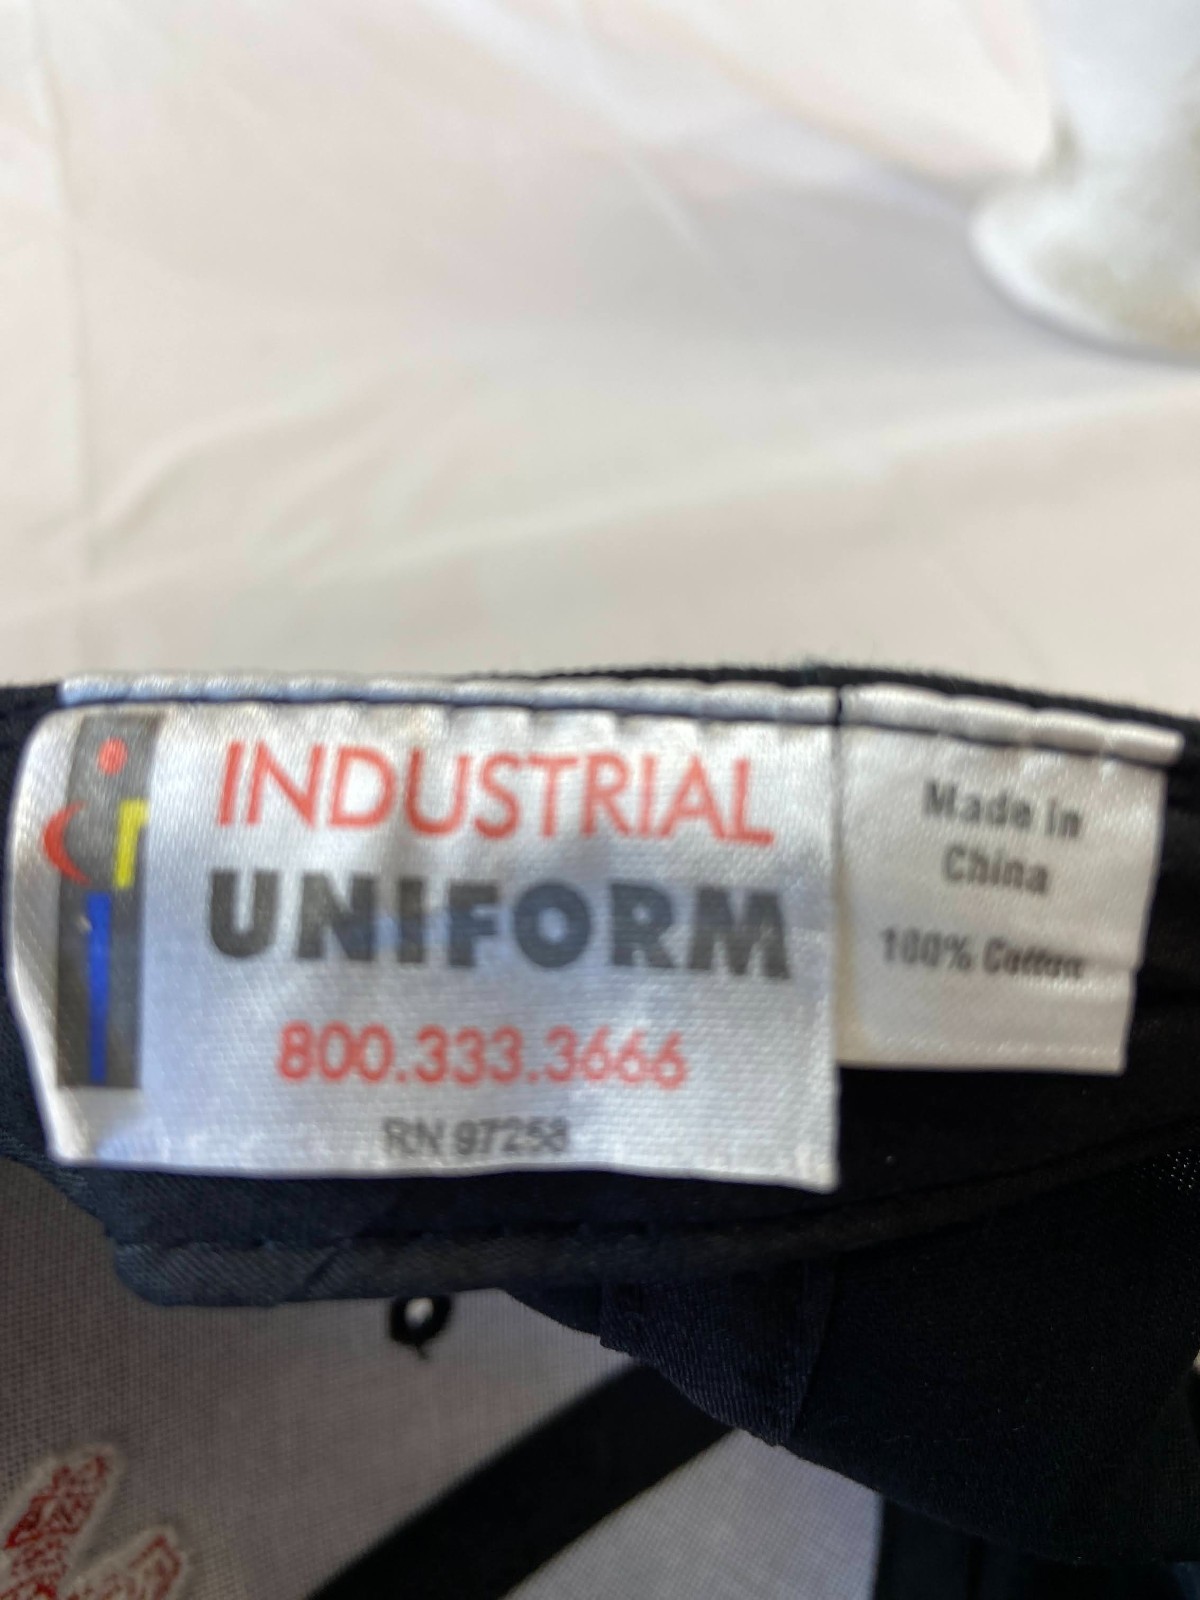 INDUSTRIAL
UNIFORM
800.333.3666
RN 97258
Made in
China
100% Cotton